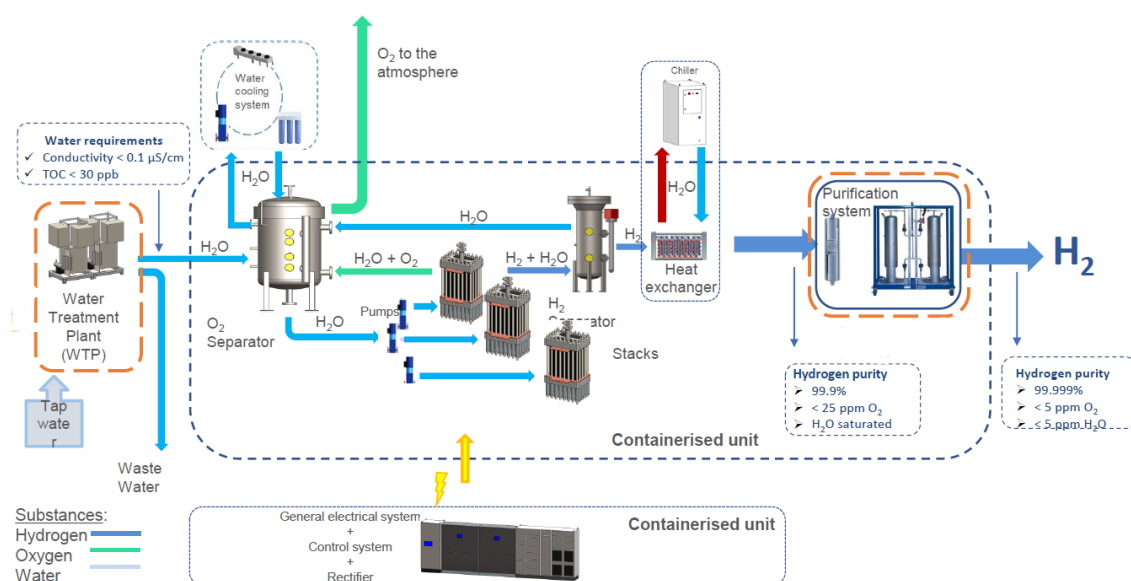 O₂ to the
atmosphere
Water
cooling
system
Chiller
Water requirements
✓ Conductivity < 0.1 µS/cm
✓ TOC < 30 ppb
H₂O
H₂O
H₂O
Purification
system
H₂O
H₂O
H₂
H₂
H₂O + O₂
H₂ + H₂O
Heat
exchanger
Water
Treatment
Plant
(WTP)
O₂
Separator
H₂O
Pumps
H₂
Separator
Stacks
Tap
wate
r
Hydrogen purity
➢ 99.9%
➢ < 25 ppm O₂
➢ H₂O saturated
Hydrogen purity
➢ 99.999%
➢ < 5 ppm O₂
➢ < 5 ppm H₂O
Containerised unit
Waste
Water
Substances:
Hydrogen
Oxygen
Water
General electrical system
+
Control system
+
Rectifier
Containerised unit